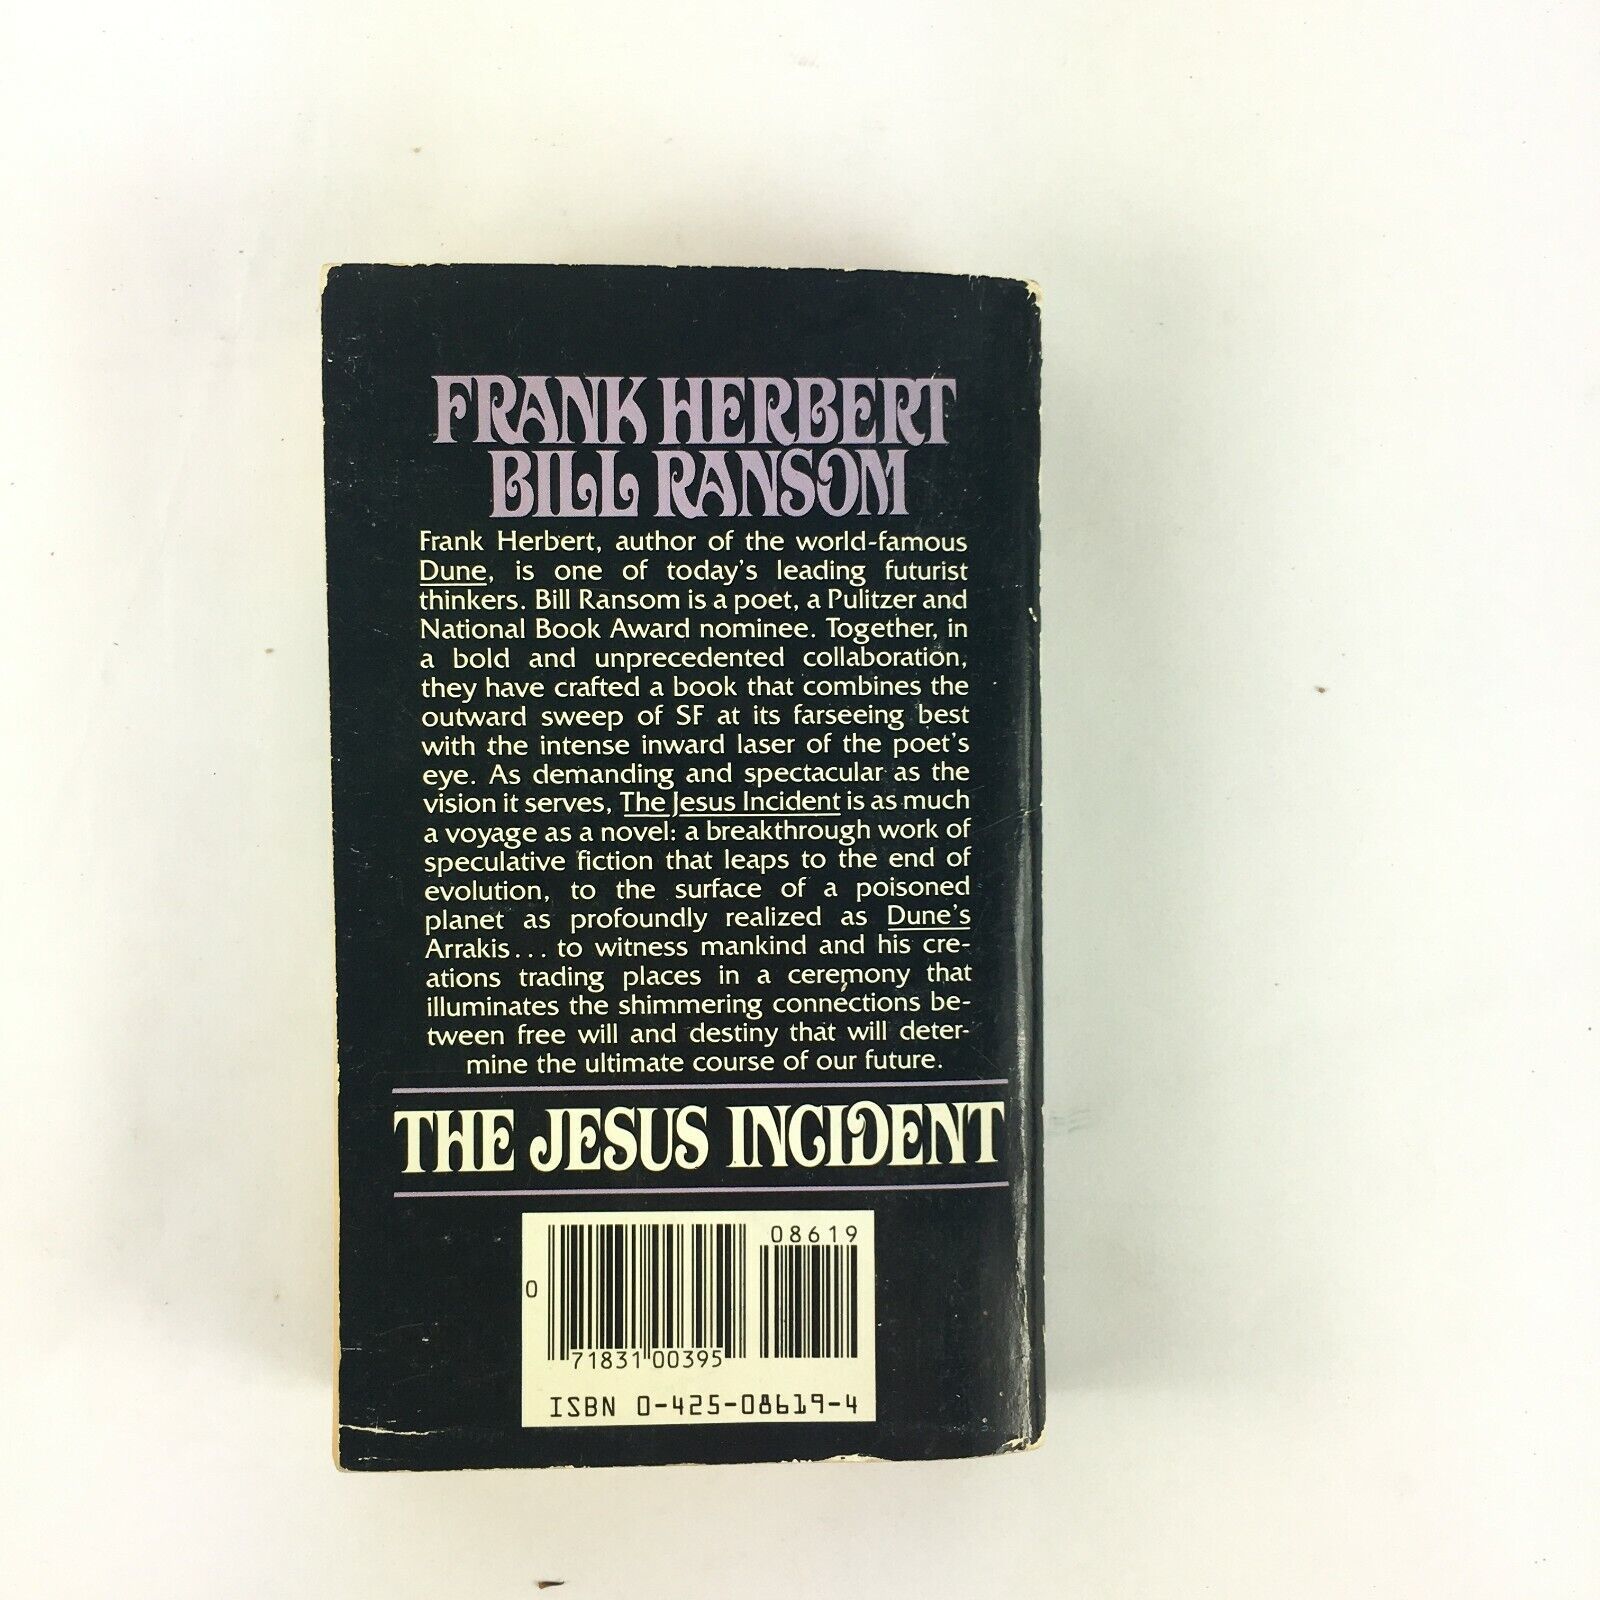 FRANK HERBERT
BILL RANSOM
Frank Herbert, author of the world-famous
Dune, is one of today's leading futurist
thinkers. Bill Ransom is a poet, a Pulitzer and
National Book Award nominee. Together, in
a bold and unprecedented collaboration,
they have crafted a book that combines the
outward sweep of SF at its farseeing best
with the intense inward laser of the poet's
eye. As demanding and spectacular as the
vision it serves, The Jesus Incident is as much
a voyage as a novel: a breakthrough work of
speculative fiction that leaps to the end of
evolution, to the surface of a poisoned
planet as profoundly realized as Dune's
Arrakis... to witness mankind and his cre-
ations trading places in a ceremony that
illuminates the shimmering connections be-
tween free will and destiny that will deter-
mine the ultimate course of our future.
THE JESUS INCIDENT
08619
0
71831 00395
ISBN 0-425-08619-4